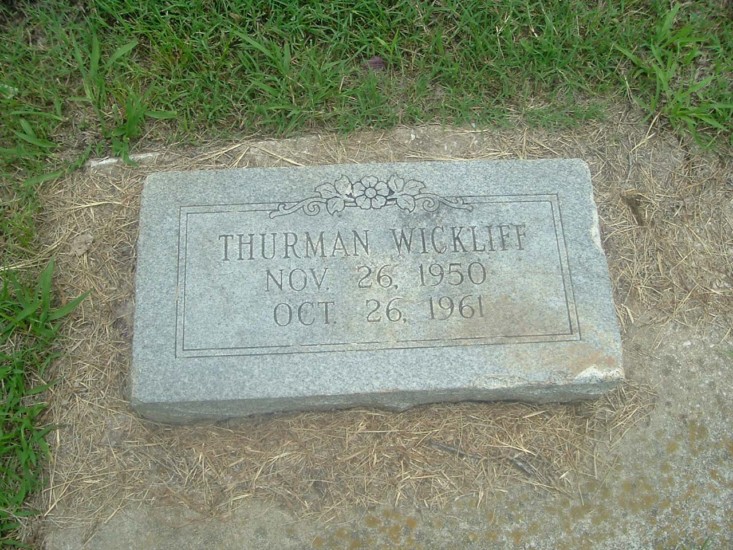 THURMAN WICKLIFF
NOV. 26, 1950
OCT. 26, 1961